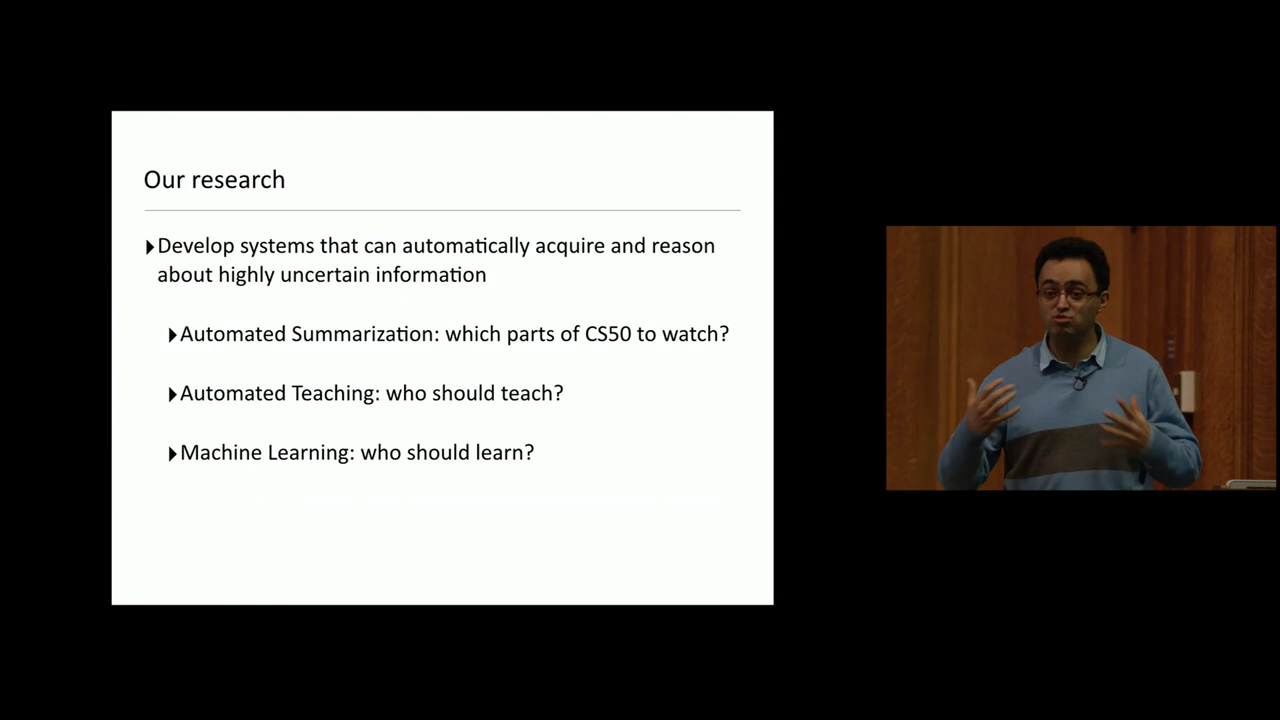 Our research
Develop systems that can automatically acquire and reason
about highly uncertain information
Automated Summarization: which parts of CS50 to watch?
Automated Teaching: who should teach?
Machine Learning: who should learn?